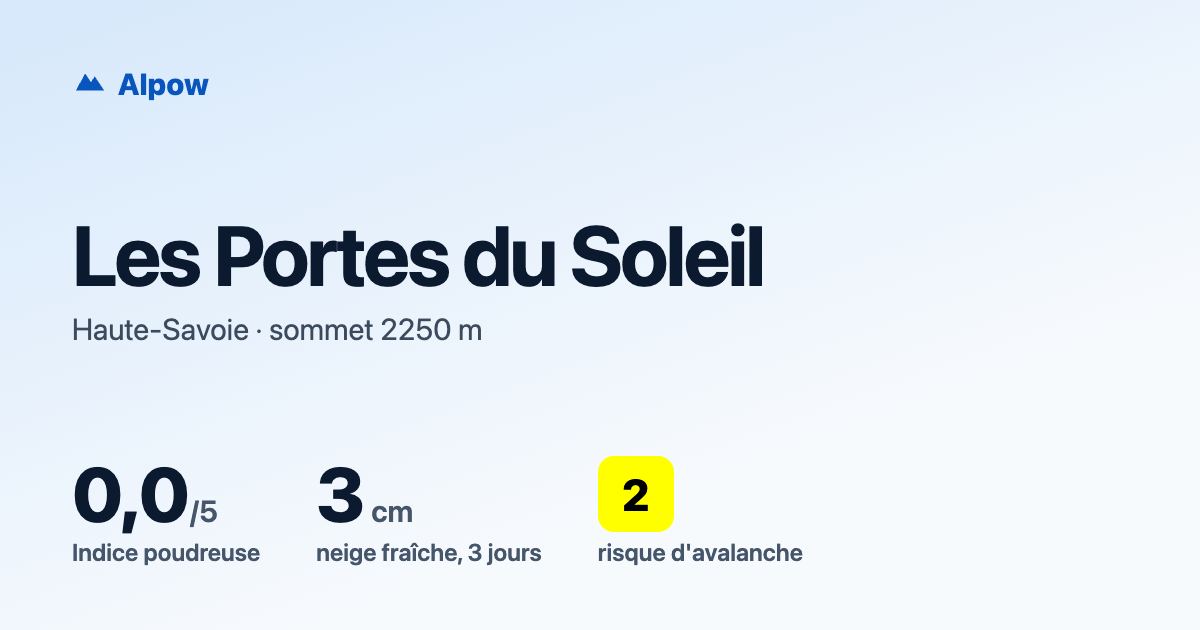 Alpow
Les Portes du Soleil
Haute-Savoie · sommet 2250 m
0,0/5 3 cm 2
Indice poudreuse neige fraîche, 3 jours risque d'avalanche